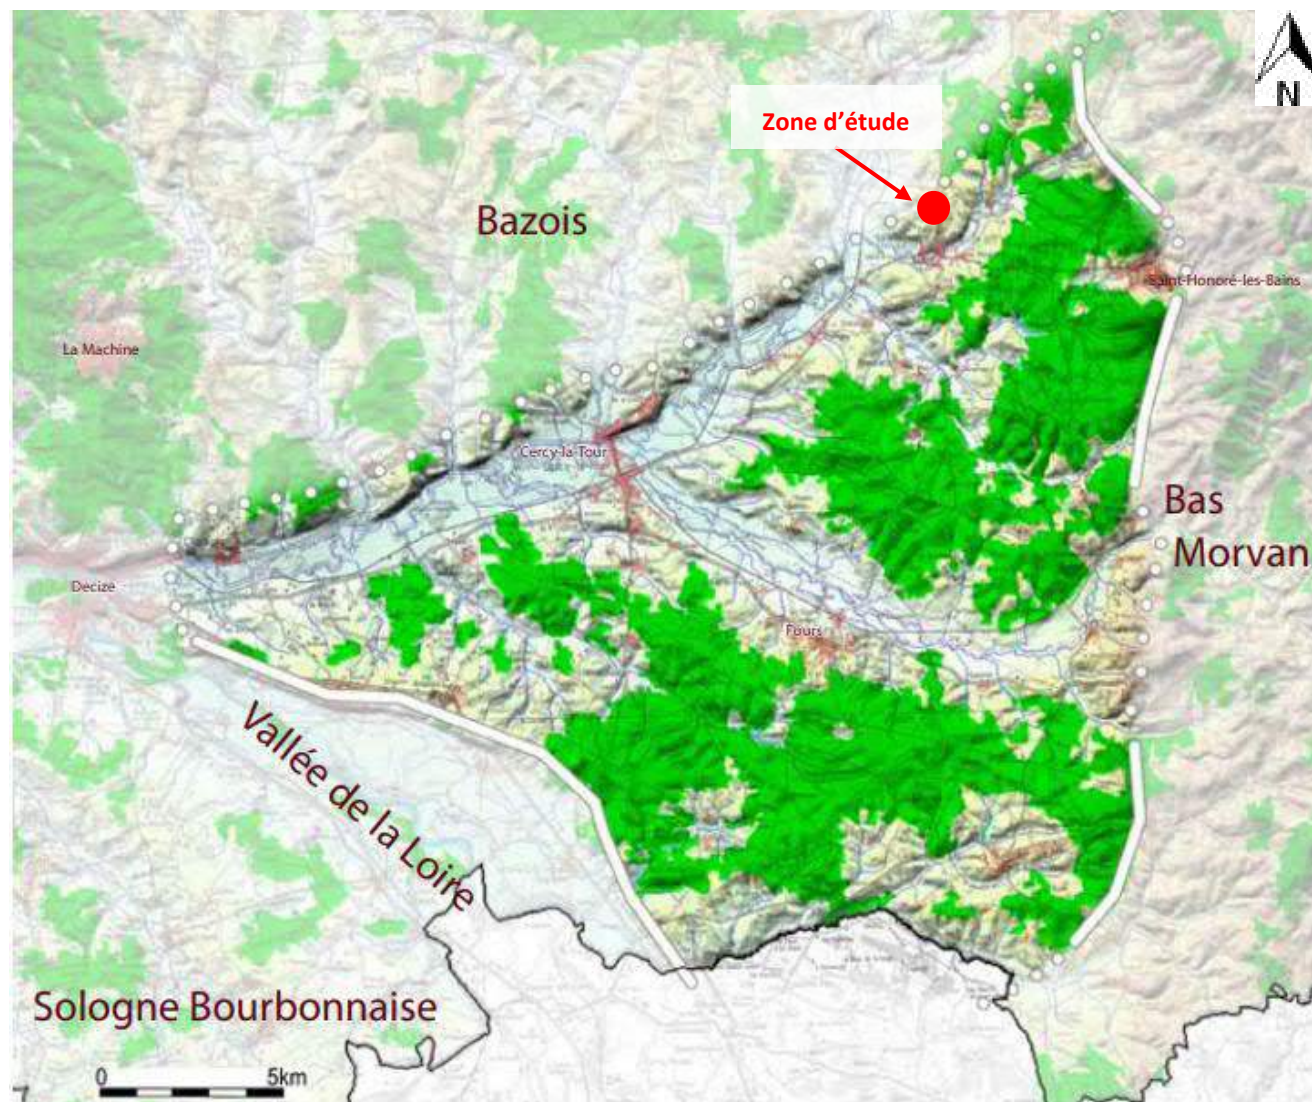 N
Zone d'étude
Bazois
Saint-Honoré-les-Bains
La Machine
Cercy-la-Tour
Bas
Morvan
Decize
Fours
Vallée de la Loire
Sologne Bourbonnaise
0 5km